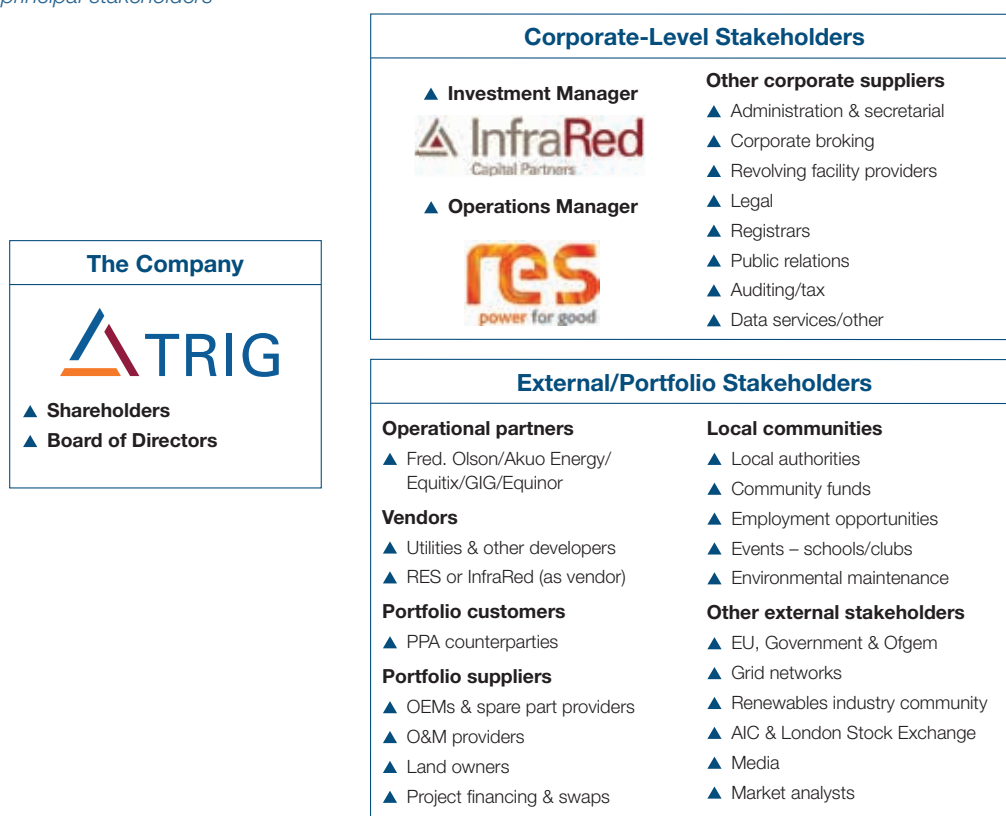 principal stakeholders
The Company
TRIG
Shareholders
Board of Directors
Corporate-Level Stakeholders
Investment Manager
InfraRed
Capital Partners
Operations Manager
res
power for good
Other corporate suppliers
Administration & secretarial
Corporate broking
Revolving facility providers
Legal
Registrars
Public relations
Auditing/tax
Data services/other
External/Portfolio Stakeholders
Operational partners
Fred. Olson/Akuo Energy/
Equitix/GIG/Equinor
Vendors
Utilities & other developers
RES or InfraRed (as vendor)
Portfolio customers
PPA counterparties
Portfolio suppliers
OEMs & spare part providers
O&M providers
Land owners
Project financing & swaps
Local communities
Local authorities
Community funds
Employment opportunities
Events – schools/clubs
Environmental maintenance
Other external stakeholders
EU, Government & Ofgem
Grid networks
Renewables industry community
AIC & London Stock Exchange
Media
Market analysts